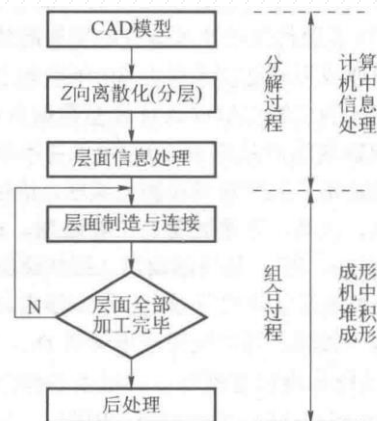 CAD模型
Z向离散化(分层)
层面信息处理
层面制造与连接
层面全部
加工完毕
N
后处理
分解过程
计算机中信息处理
组合过程
成形机中堆积成形